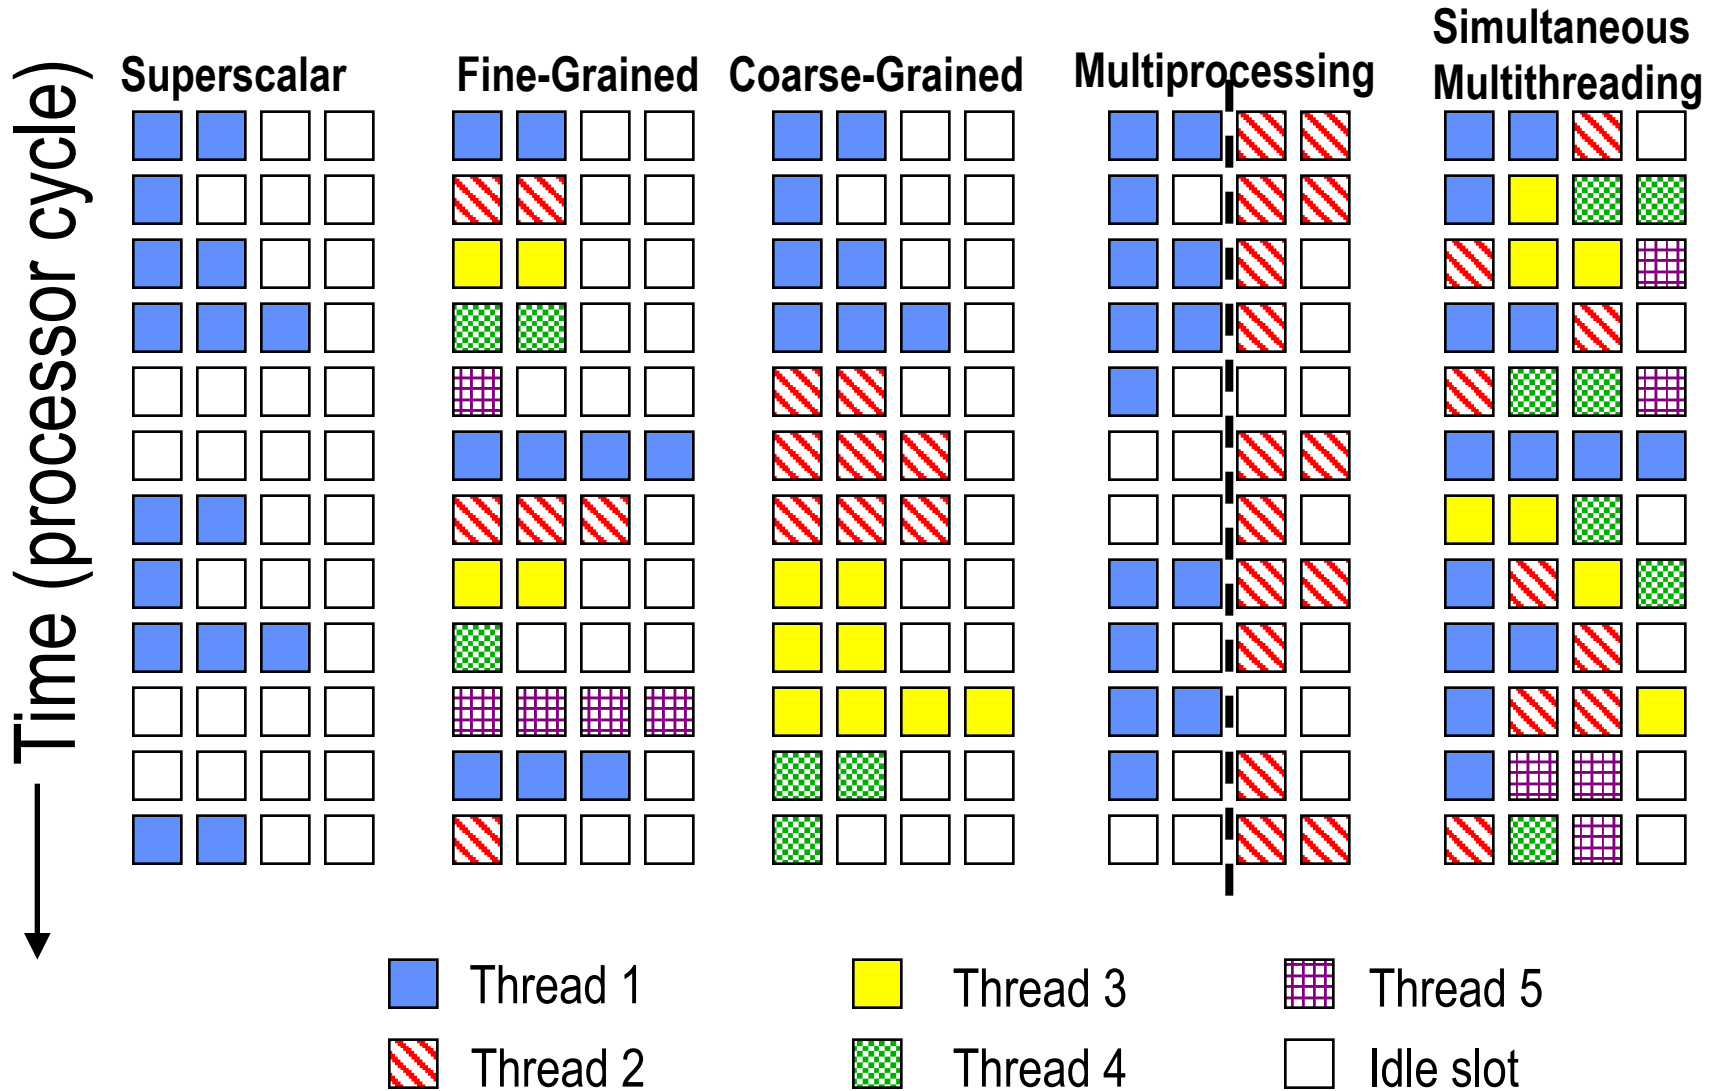 Time (processor cycle)
Superscalar
Fine-Grained
Coarse-Grained
Multiprocessing
Simultaneous
Multithreading
Thread 1
Thread 3
Thread 5
Thread 2
Thread 4
Idle slot